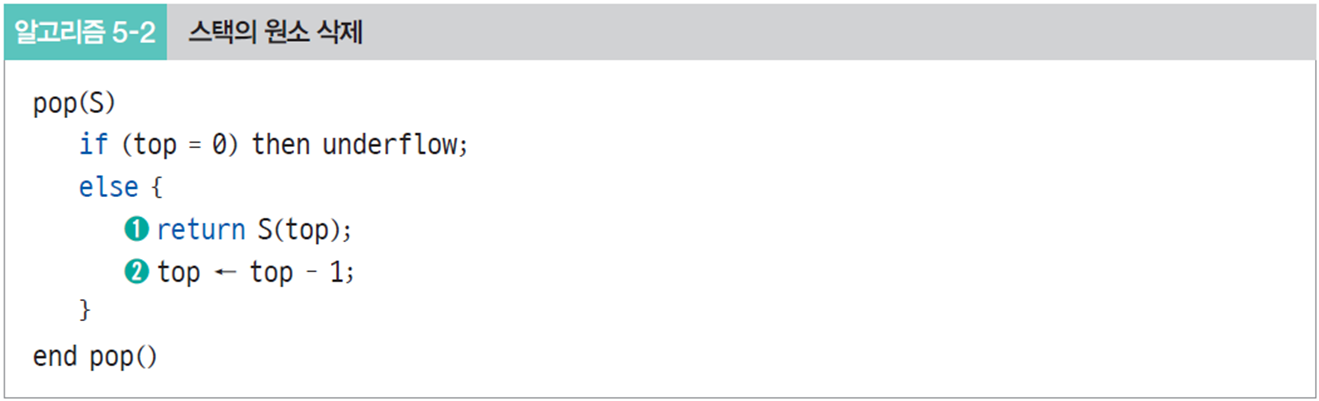 알고리즘 5-2 스택의 원소 삭제
pop(S)
if (top = 0) then underflow;
else {
❶ return S(top);
❷ top ← top - 1;
}
end pop()